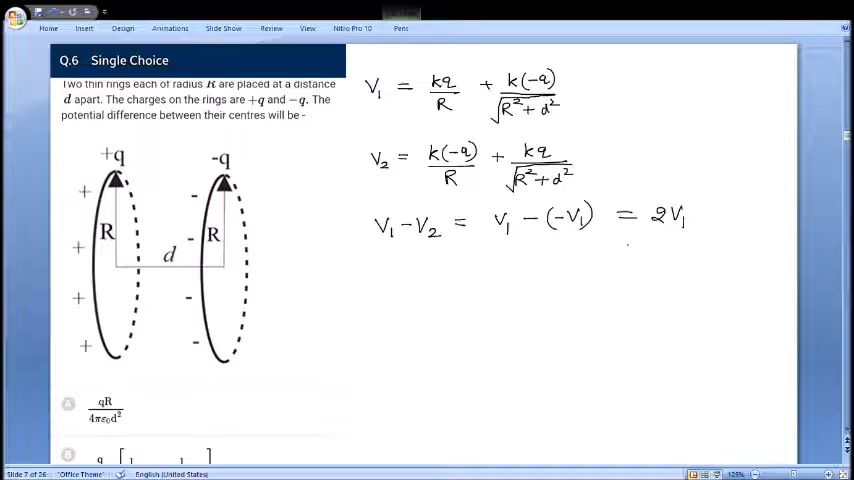 Home Insert Design Animations Slide Show Review View Nitro Pro 10 Pens
Q.6 Single Choice
Two thin rings each of radius R are placed at a distance
d apart. The charges on the rings are +q and −q. The
potential difference between their centres will be -
+q
-q
+
+
+
+
-
-
-
-
R
R
d
A
qR / 4πε₀d²
B
q [ 1 1 ]
V₁ = kq/R + k(−q)/√(R²+d²)
V₂ = k(−q)/R + kq/√(R²+d²)
V₁ − V₂ = V₁ − (−V₁) = 2V₁
Slide 7 of 26 "Office Theme" English (United States) 125%